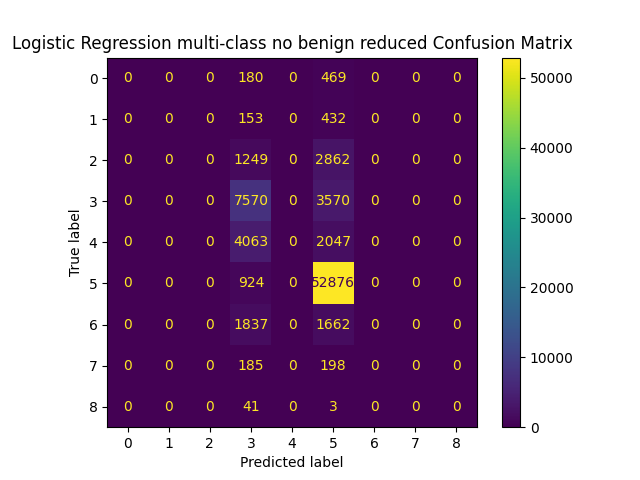 Logistic Regression multi-class no benign reduced Confusion Matrix
0 0 0 0 180 0 469 0 0 0
1 0 0 0 153 0 432 0 0 0
2 0 0 0 1249 0 2862 0 0 0
3 0 0 0 7570 0 3570 0 0 0
4 0 0 0 4063 0 2047 0 0 0
5 0 0 0 924 0 52876 0 0 0
6 0 0 0 1837 0 1662 0 0 0
7 0 0 0 185 0 198 0 0 0
8 0 0 0 41 0 3 0 0 0
0 1 2 3 4 5 6 7 8
True label
Predicted label
50000
40000
30000
20000
10000
0